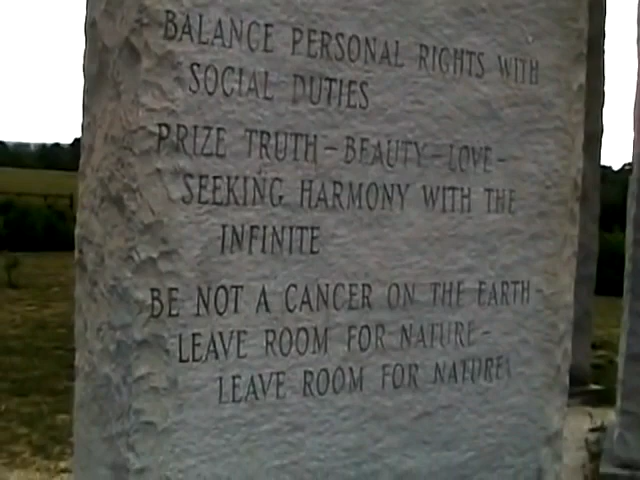 BALANCE PERSONAL RIGHTS WITH
SOCIAL DUTIES
PRIZE TRUTH – BEAUTY – LOVE –
SEEKING HARMONY WITH THE
INFINITE
BE NOT A CANCER ON THE EARTH –
LEAVE ROOM FOR NATURE –
LEAVE ROOM FOR NATURE